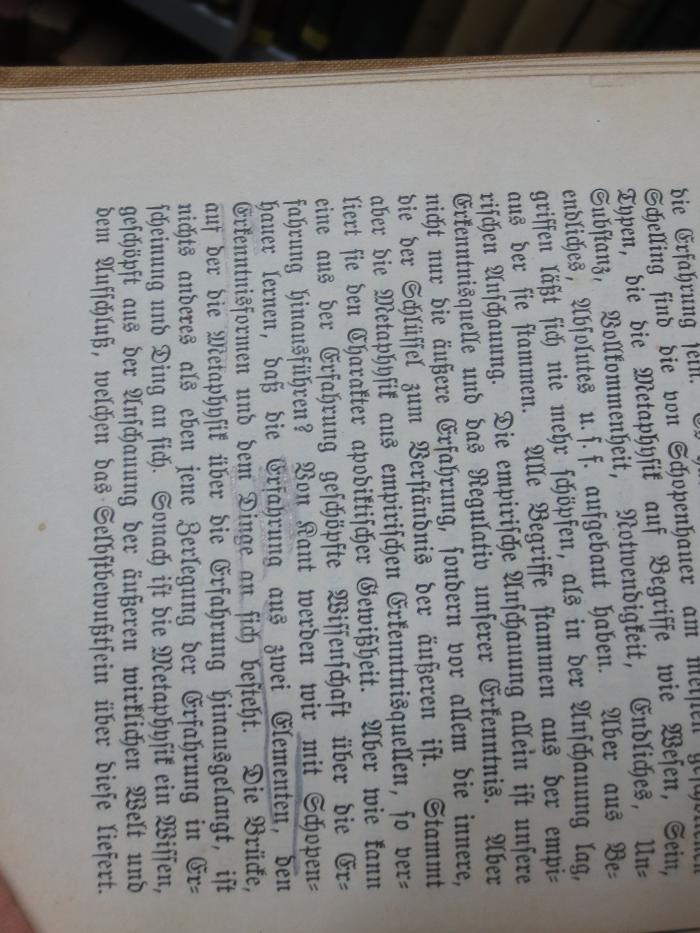 die Erfahrung sein.
Schelling sind die von Schopenhauer am meisten
Typen, die die Metaphysik auf Begriffe wie Wesen, Sein,
Substanz, Vollkommenheit, Notwendigkeit, Endliches, Un-
endliches, Absolutes u. s. f. aufgebaut haben. Aber aus Be-
griffen läßt sich nie mehr schöpfen, als in der Anschauung lag,
aus der sie stammen. Alle Begriffe stammen aus der empi-
rischen Anschauung. Die empirische Anschauung allein ist unsere
Erkenntnisquelle und das Regulativ unserer Erkenntnis. Aber
nicht nur die äußere Erfahrung, sondern vor allem die innere,
die der Schlüssel zum Verständnis der äußeren ist. Stammt
aber die Metaphysik aus empirischen Erkenntnisquellen, so ver-
liert sie den Charakter apodiktischer Gewißheit. Aber wie kann
eine aus der Erfahrung geschöpfte Wissenschaft über die Er-
fahrung hinausführen? Von Kant werden wir mit Schopen-
hauer lernen, daß die Erfahrung aus zwei Elementen, den
Erkenntnisformen und dem Dinge an sich besteht. Die Brücke,
auf der die Metaphysik über die Erfahrung hinausgelangt, ist
nichts anderes als eben jene Zerlegung der Erfahrung in Er-
scheinung und Ding an sich. Sonach ist die Metaphysik ein Wissen,
geschöpft aus der Anschauung der äußeren wirklichen Welt und
dem Aufschluß, welchen das Selbstbewußtsein über diese liefert.